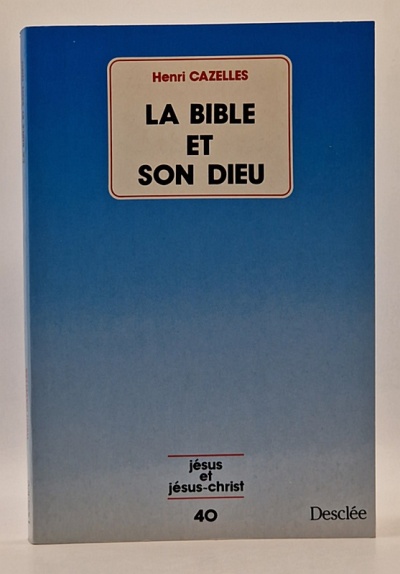 Henri CAZELLES
LA BIBLE
ET
SON DIEU
jésus
et
jésus-christ
40
Desclée